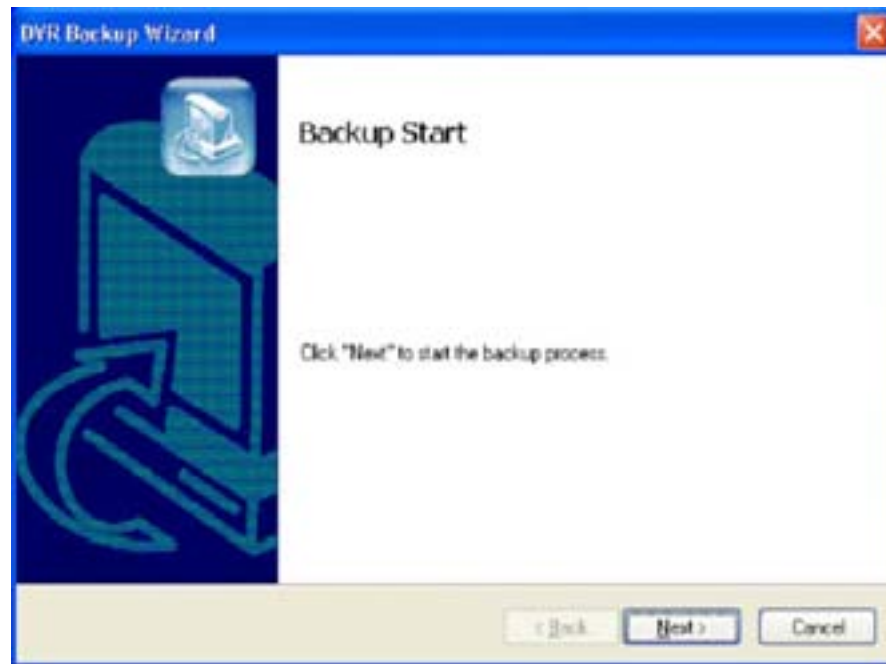 DVR Backup Wizard
Backup Start
Click "Next" to start the backup process.
< Back
Next >
Cancel